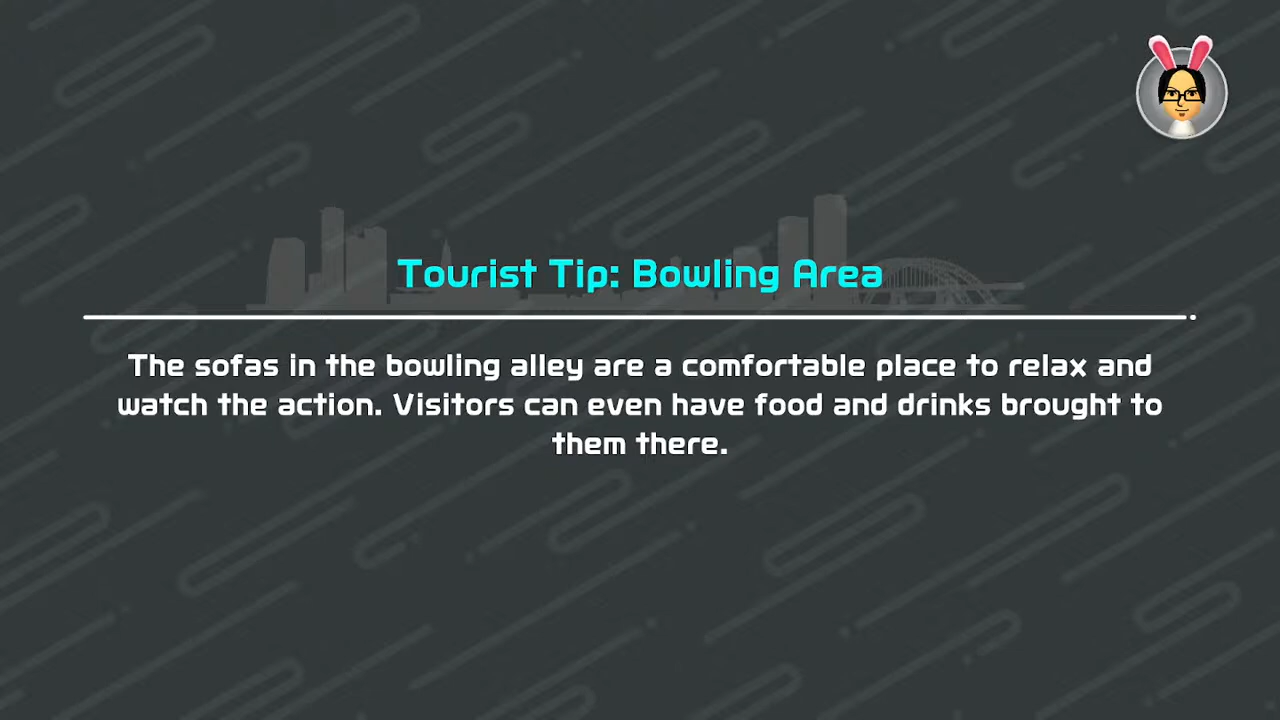 Tourist Tip: Bowling Area
The sofas in the bowling alley are a comfortable place to relax and
watch the action. Visitors can even have food and drinks brought to
them there.